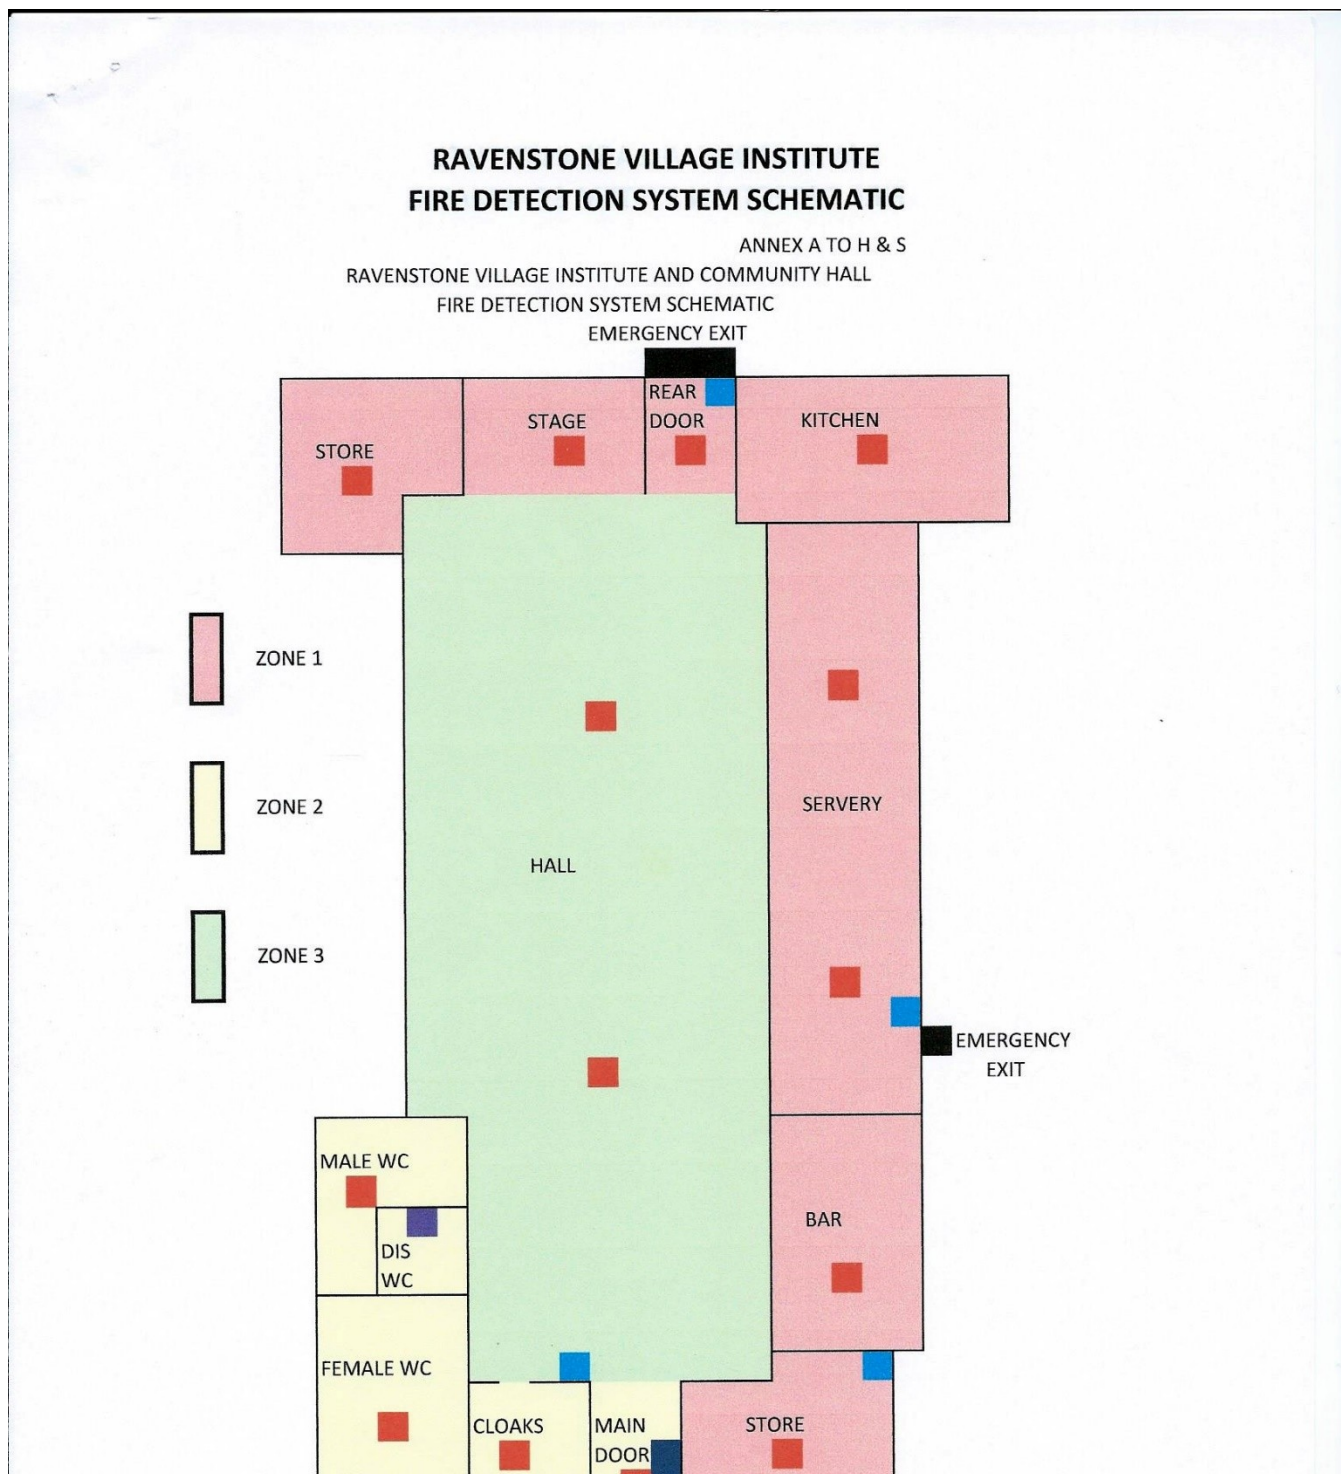 RAVENSTONE VILLAGE INSTITUTE
FIRE DETECTION SYSTEM SCHEMATIC
ANNEX A TO H & S
RAVENSTONE VILLAGE INSTITUTE AND COMMUNITY HALL
FIRE DETECTION SYSTEM SCHEMATIC
EMERGENCY EXIT
REAR
DOOR
STAGE
KITCHEN
STORE
ZONE 1
ZONE 2
SERVERY
HALL
ZONE 3
EMERGENCY
EXIT
MALE WC
BAR
DIS
WC
FEMALE WC
CLOAKS
MAIN
DOOR
STORE